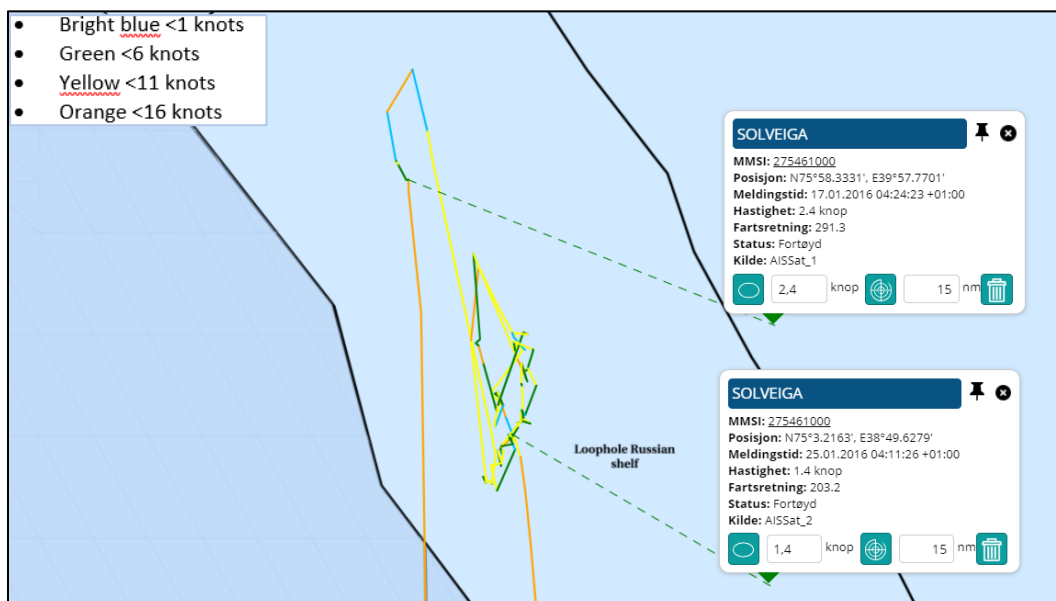 Bright blue <1 knots
Green <6 knots
Yellow <11 knots
Orange <16 knots
SOLVEIGA
MMSI: 275461000
Posisjon: N75°58.3331', E39°57.7701'
Meldingstid: 17.01.2016 04:24:23 +01:00
Hastighet: 2.4 knop
Fartsretning: 291.3
Status: Fortøyd
Kilde: AISSat_1
2,4 knop 15 nm
SOLVEIGA
MMSI: 275461000
Posisjon: N75°3.2163', E38°49.6279'
Meldingstid: 25.01.2016 04:11:26 +01:00
Hastighet: 1.4 knop
Fartsretning: 203.2
Status: Fortøyd
Kilde: AISSat_2
1,4 knop 15 nm
Loophole Russian
shelf